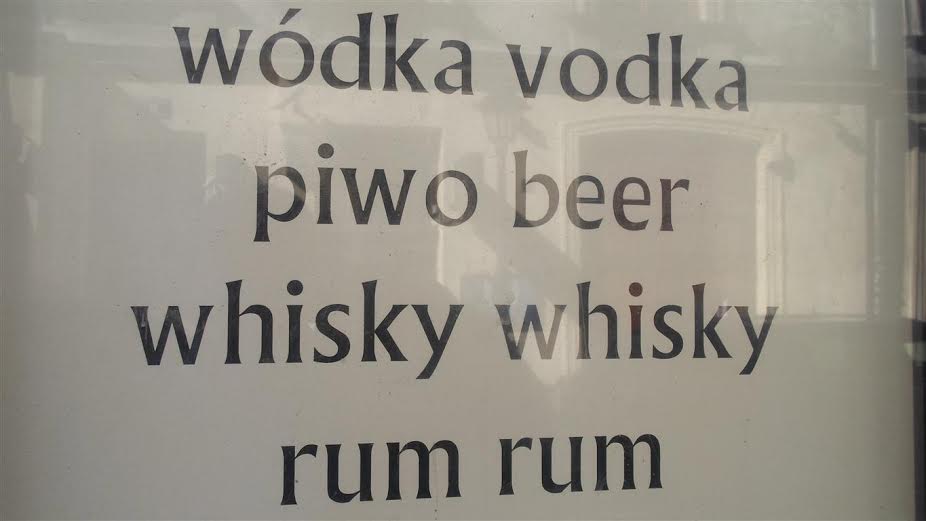 wódka vodka
piwo beer
whisky whisky
rum rum